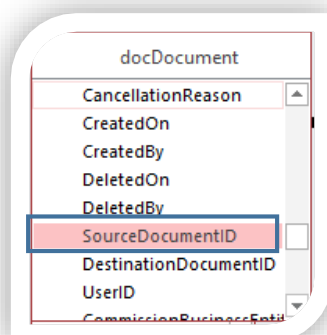 docDocument
CancellationReason
CreatedOn
CreatedBy
DeletedOn
DeletedBy
SourceDocumentID
DestinationDocumentID
UserID